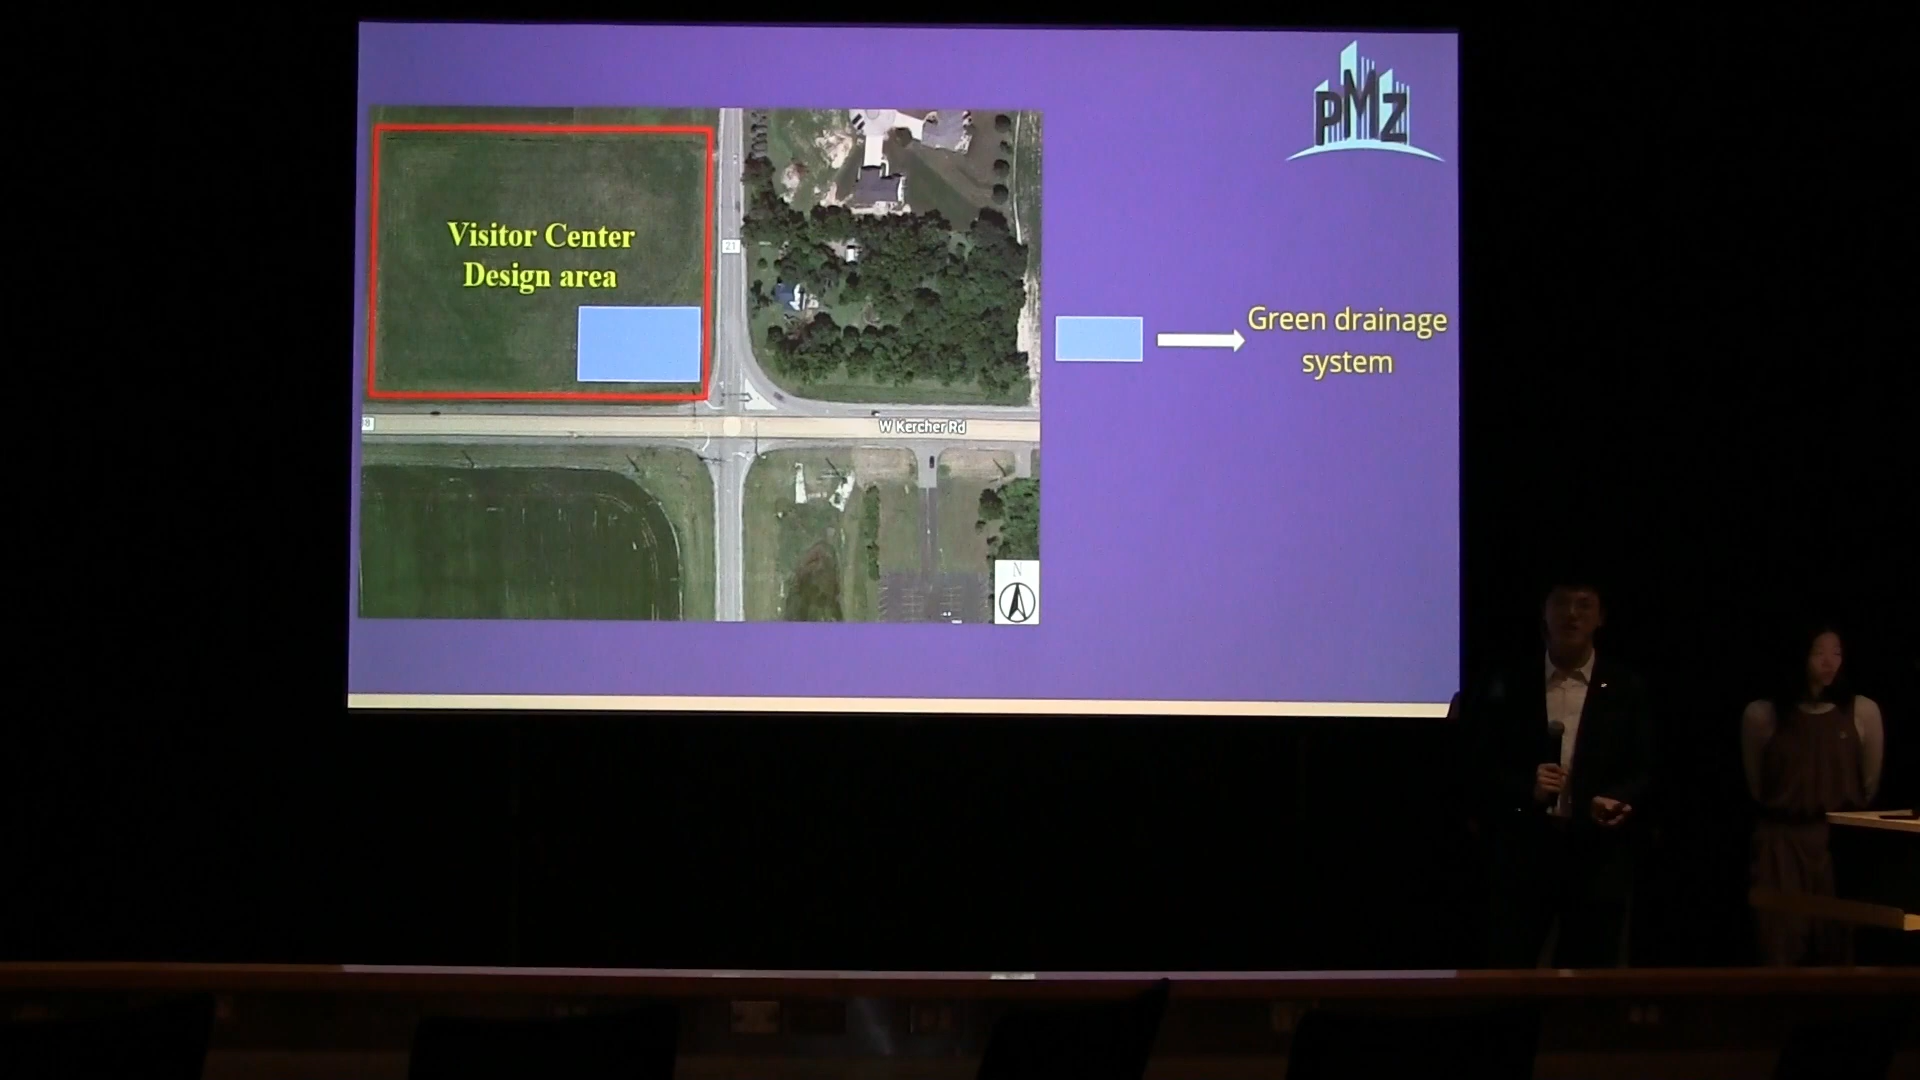 PMZ
Visitor Center
Design area
21
Green drainage
system
W Kercher Rd
N